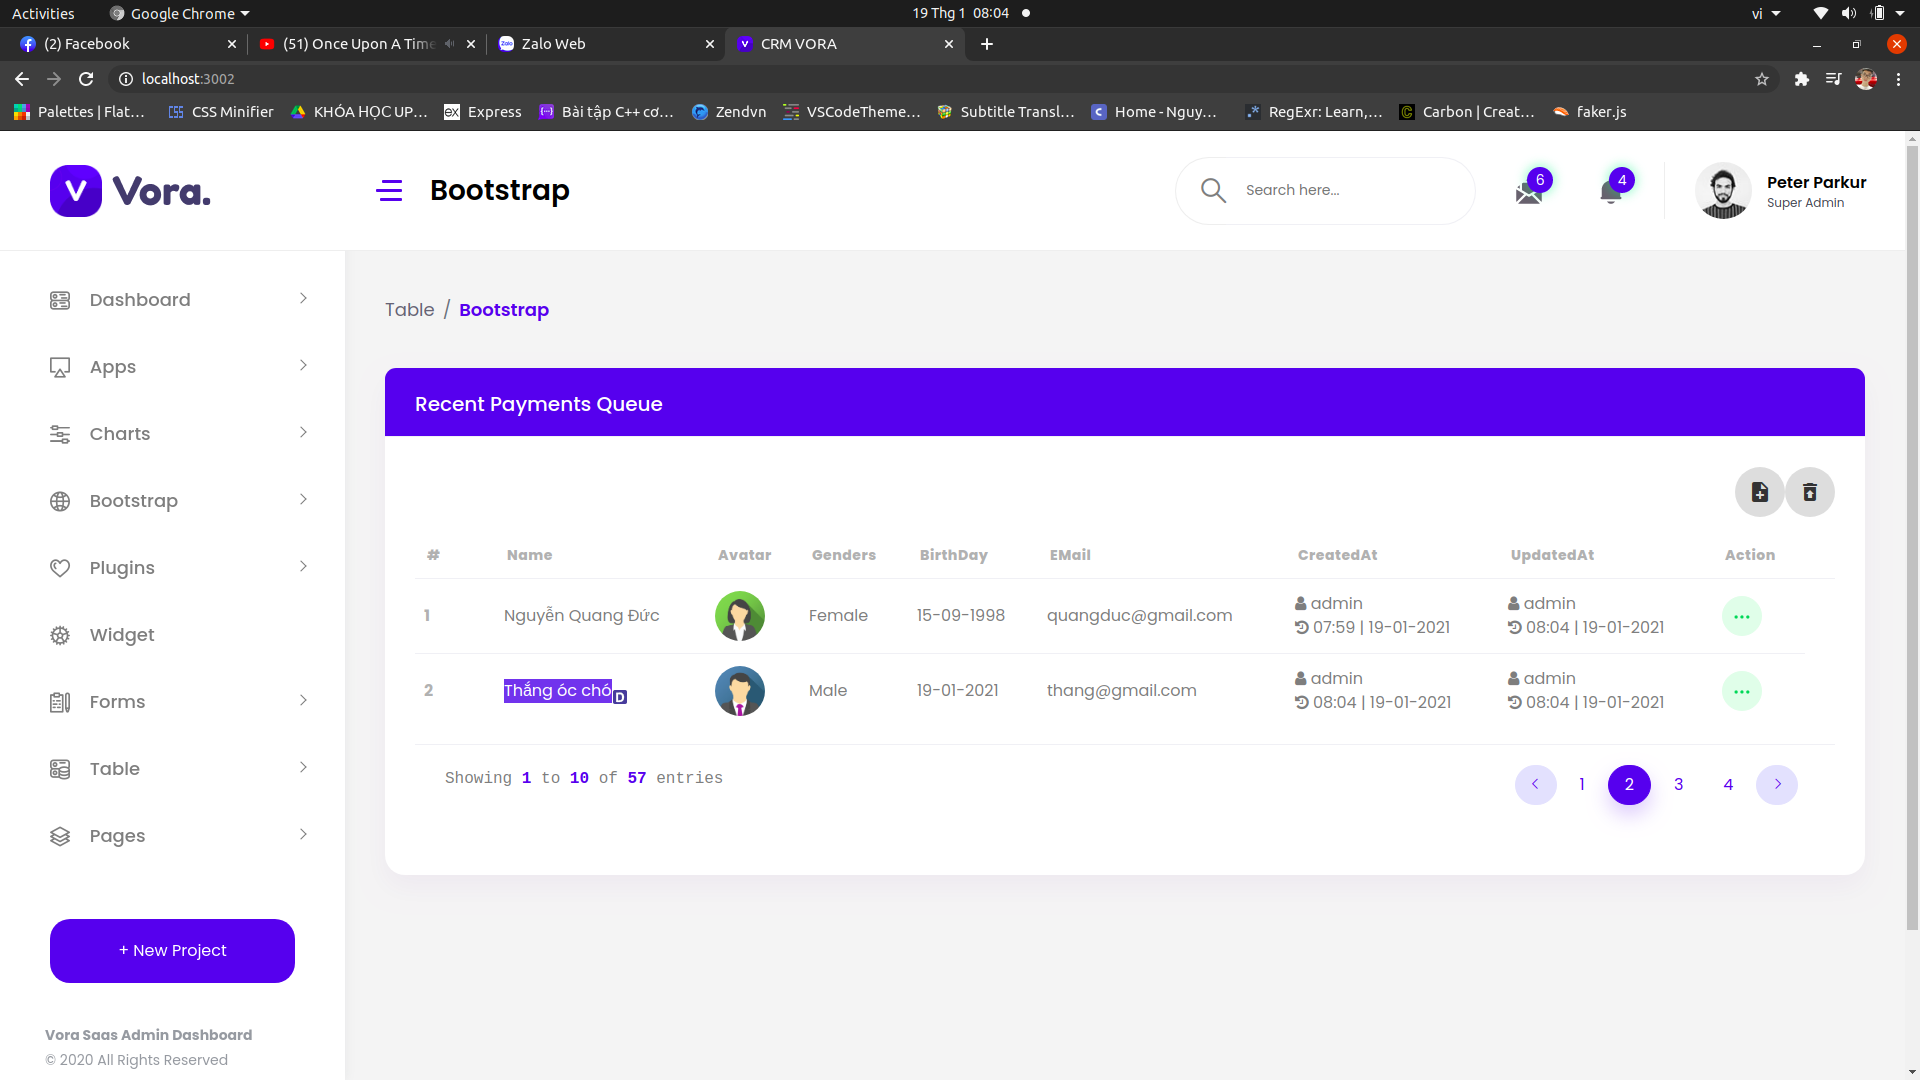 Activities
Google Chrome
19 Thg 1 08:04
vi
(2) Facebook
(51) Once Upon A Time
Zalo Web
CRM VORA
localhost:3002
Palettes | Flat…
CSS Minifier
KHÓA HỌC UP…
Express
Bài tập C++ cơ…
Zendvn
VSCodeTheme…
Subtitle Transl…
Home - Nguy…
RegExr: Learn,…
Carbon | Creat…
faker.js
Vora.
Bootstrap
Search here...
6
4
Peter Parkur
Super Admin
Dashboard
Apps
Charts
Bootstrap
Plugins
Widget
Forms
Table
Pages
+ New Project
Vora Saas Admin Dashboard
© 2020 All Rights Reserved
Table / Bootstrap
Recent Payments Queue
# Name Avatar Genders BirthDay EMail CreatedAt UpdatedAt Action
1 Nguyễn Quang Đức Female 15-09-1998 quangduc@gmail.com admin 07:59 | 19-01-2021 admin 08:04 | 19-01-2021
2 Thắng óc chó D Male 19-01-2021 thang@gmail.com admin 08:04 | 19-01-2021 admin 08:04 | 19-01-2021
Showing 1 to 10 of 57 entries
1 2 3 4